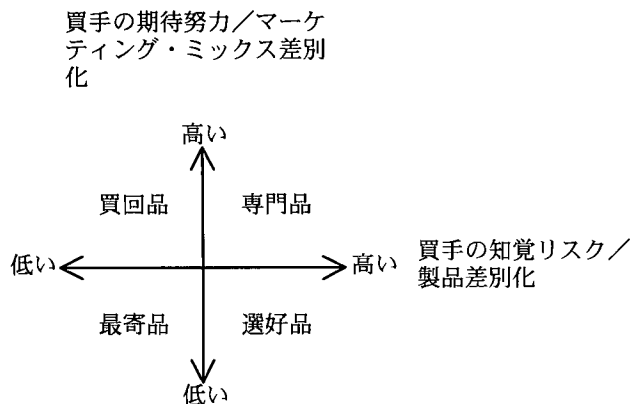 買手の期待努力／マーケ
ティング・ミックス差別
化
高い
買回品 専門品
低い 高い 買手の知覚リスク／
製品差別化
最寄品 選好品
低い